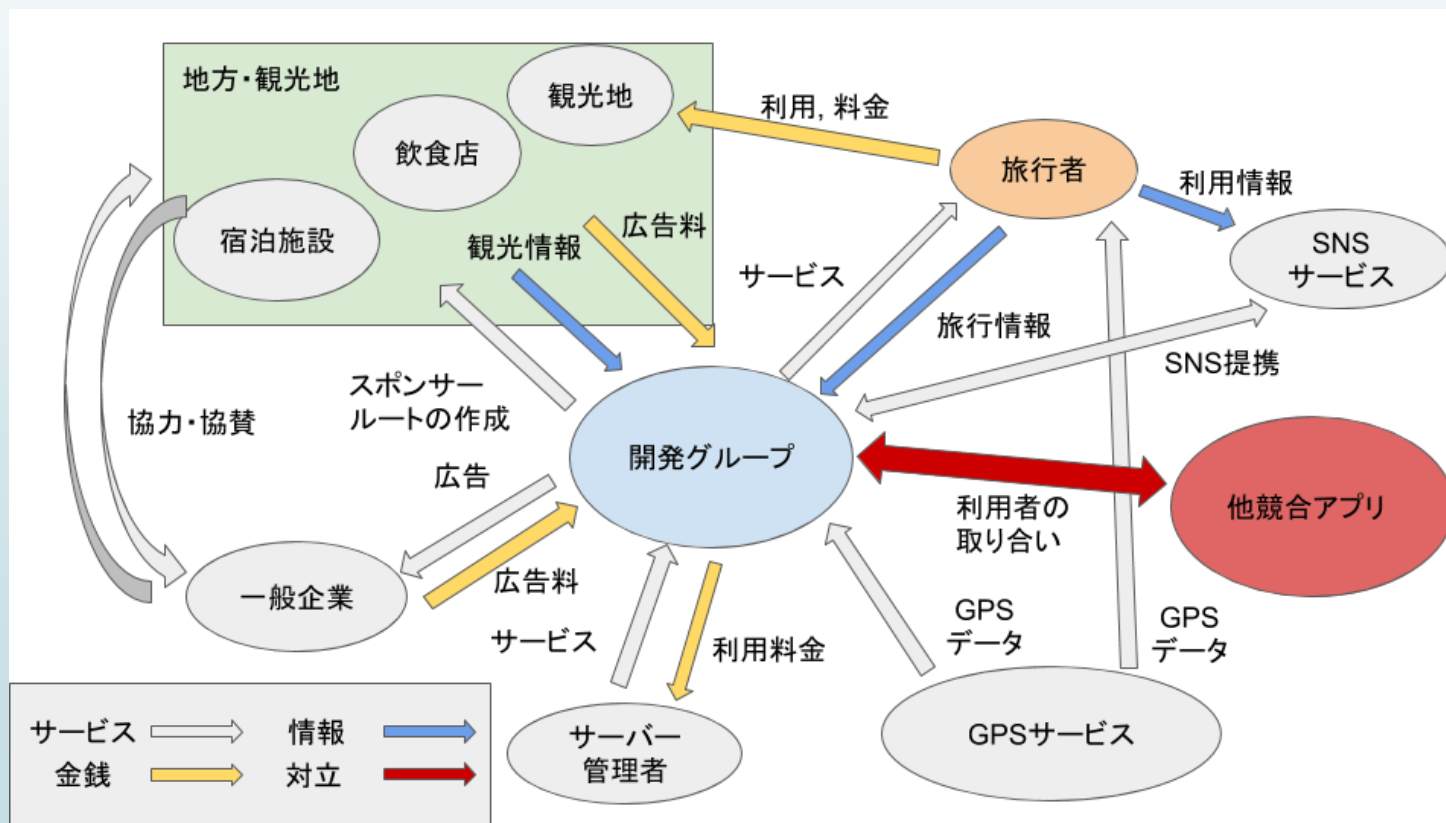 地方・観光地
観光地
飲食店
宿泊施設
利用, 料金
旅行者
利用情報
SNS
サービス
観光情報
広告料
サービス
旅行情報
SNS提携
スポンサー
ルートの作成
協力・協賛
開発グループ
利用者の
取り合い
他競合アプリ
広告
広告料
一般企業
サービス
利用料金
GPS
データ
GPS
データ
サーバー
管理者
GPSサービス
サービス
情報
金銭
対立